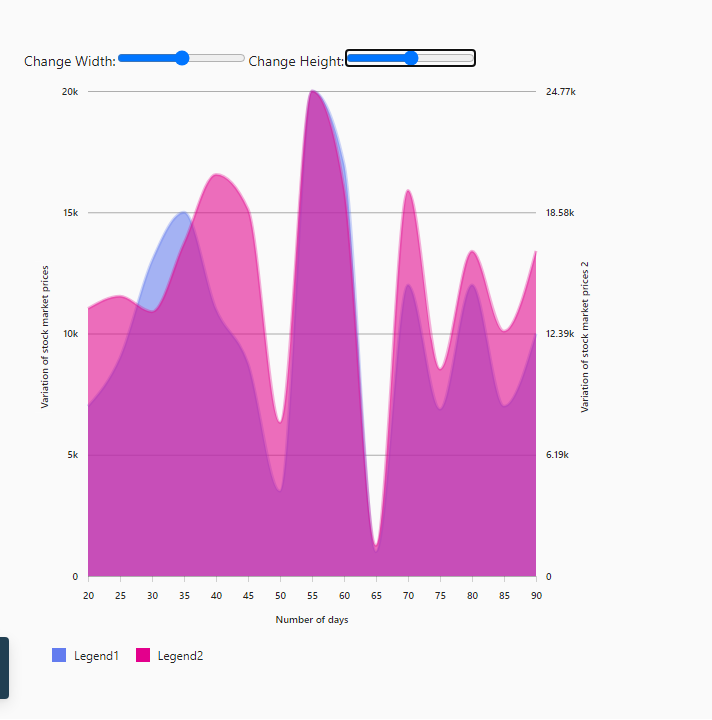 Change Width: Change Height:
20k 24.77k
15k 18.58k
10k 12.39k
5k 6.19k
0 0
Variation of stock market prices
Variation of stock market prices 2
20 25 30 35 40 45 50 55 60 65 70 75 80 85 90
Number of days
Legend1 Legend2